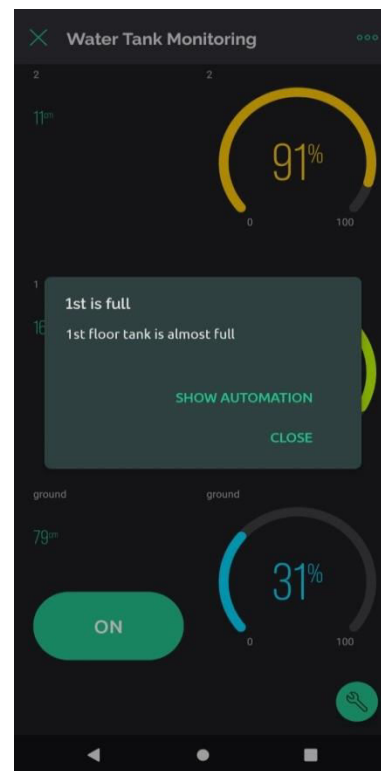 Water Tank Monitoring
2
2
11cm
91%
0
100
1
16
1st is full
1st floor tank is almost full
SHOW AUTOMATION
CLOSE
ground
ground
79cm
31%
0
100
ON